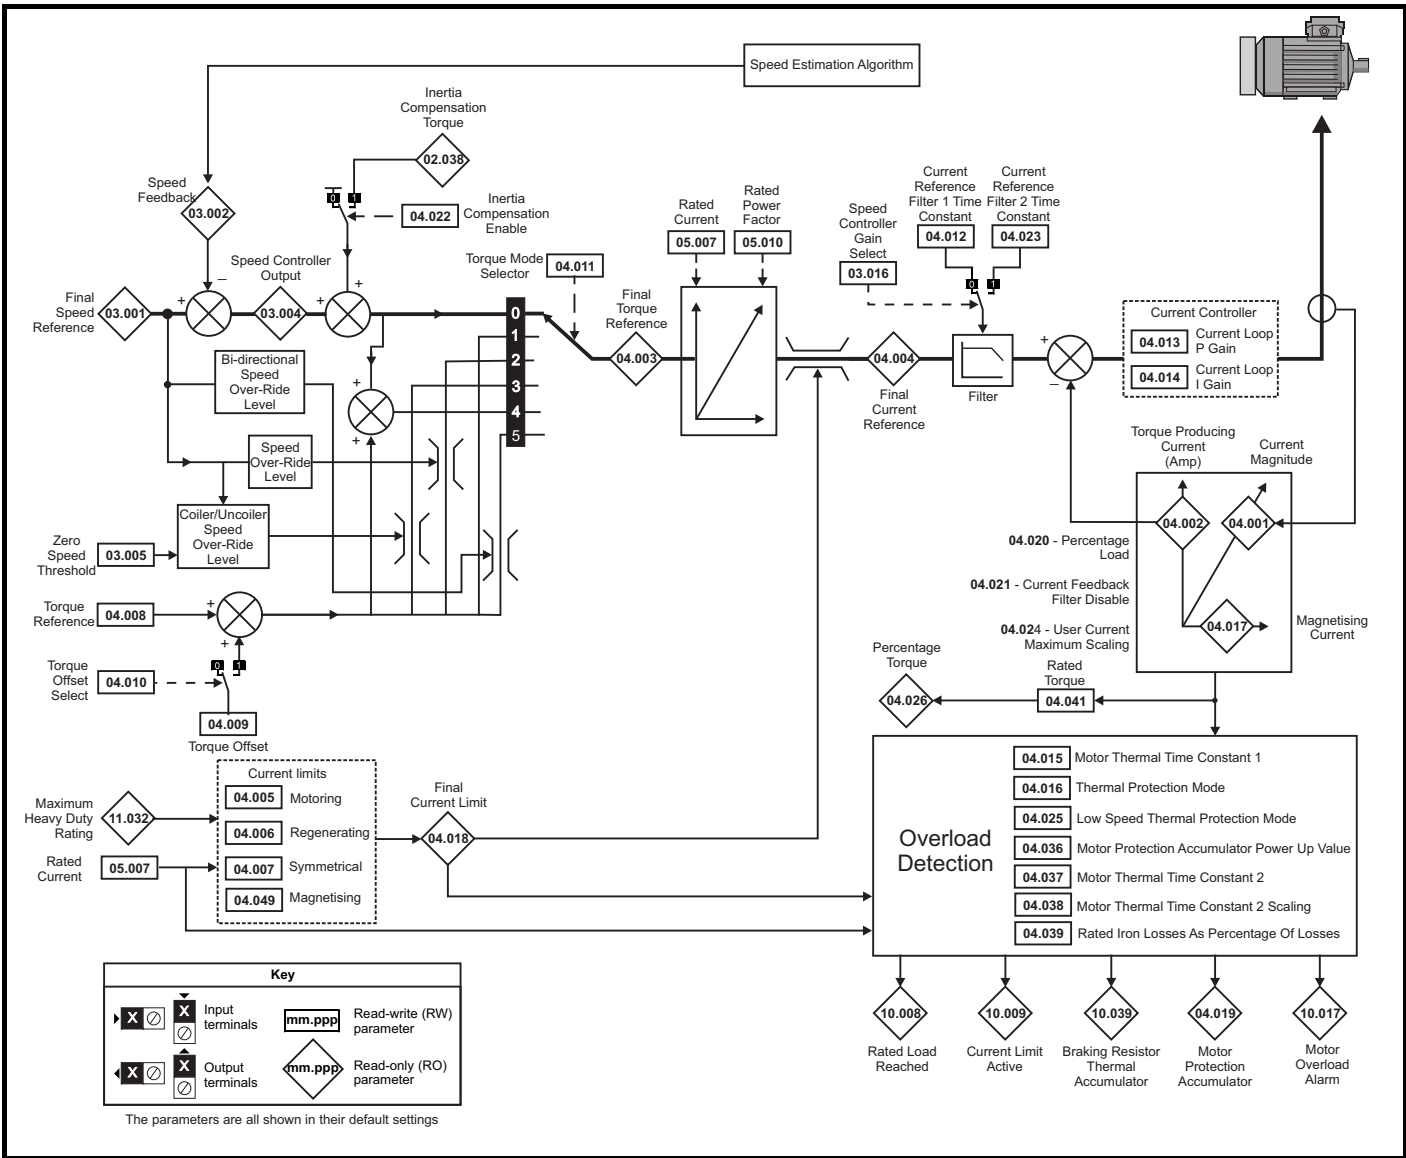 Speed Estimation Algorithm
Inertia
Compensation
Torque
02.038
Speed
Feedback
03.002
0 1
04.022
Inertia
Compensation
Enable
Speed Controller
Output
03.004
Final
Speed
Reference
03.001
+
–
+
+
Torque Mode
Selector
04.011
Rated
Current
05.007
Rated
Power
Factor
05.010
Speed
Controller
Gain
Select
03.016
Current
Reference
Filter 1 Time
Constant
04.012
Current
Reference
Filter 2 Time
Constant
04.023
0 1
0
1
2
3
4
5
Final
Torque
Reference
04.003
04.004
Final
Current
Reference
Filter
+
–
Current Controller
04.013
Current Loop
P Gain
04.014
Current Loop
I Gain
Bi-directional
Speed
Over-Ride
Level
+
+
Speed
Over-Ride
Level
Coiler/Uncoiler
Speed
Over-Ride
Level
Zero
Speed
Threshold
03.005
Torque
Reference
04.008
+
+
0 1
Torque
Offset
Select
04.010
04.009
Torque Offset
Torque Producing
Current
(Amp)
Current
Magnitude
04.002
04.001
04.017
Magnetising
Current
04.020 - Percentage
Load
04.021 - Current Feedback
Filter Disable
04.024 - User Current
Maximum Scaling
Percentage
Torque
04.026
Rated
Torque
04.041
Maximum
Heavy Duty
Rating
11.032
Rated
Current
05.007
Current limits
04.005 Motoring
04.006 Regenerating
04.007 Symmetrical
04.049 Magnetising
Final
Current Limit
04.018
Overload
Detection
04.015 Motor Thermal Time Constant 1
04.016 Thermal Protection Mode
04.025 Low Speed Thermal Protection Mode
04.036 Motor Protection Accumulator Power Up Value
04.037 Motor Thermal Time Constant 2
04.038 Motor Thermal Time Constant 2 Scaling
04.039 Rated Iron Losses As Percentage Of Losses
10.008
Rated Load
Reached
10.009
Current Limit
Active
10.039
Braking Resistor
Thermal
Accumulator
04.019
Motor
Protection
Accumulator
10.017
Motor
Overload
Alarm
Key
X
X
Input
terminals
mm.ppp
Read-write (RW)
parameter
X
X
Output
terminals
mm.ppp
Read-only (RO)
parameter
The parameters are all shown in their default settings